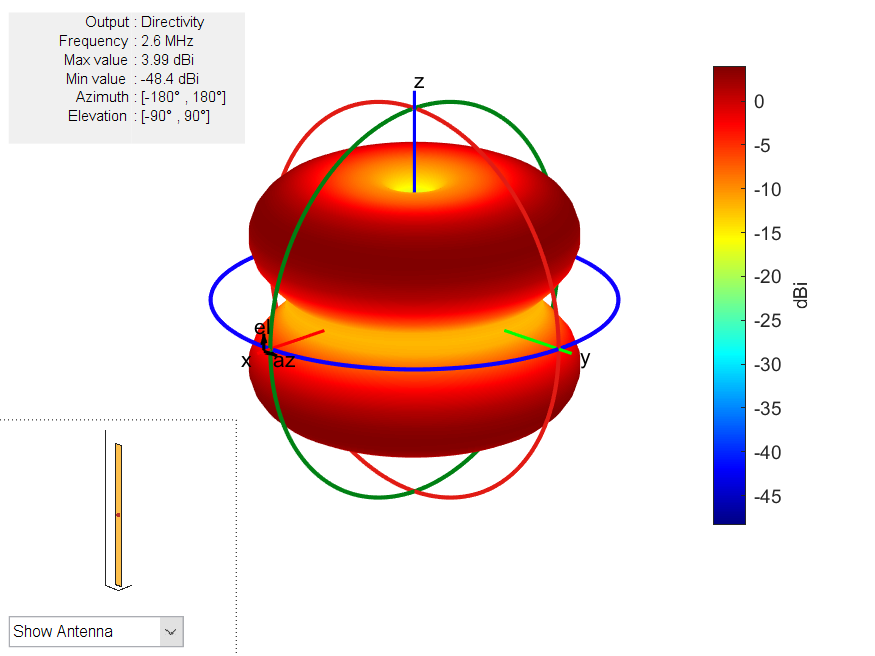 Output : Directivity
Frequency : 2.6 MHz
Max value : 3.99 dBi
Min value : -48.4 dBi
Azimuth : [-180° , 180°]
Elevation : [-90° , 90°]
z
el
x
az
y
0
-5
-10
-15
-20
-25
-30
-35
-40
-45
dBi
Show Antenna